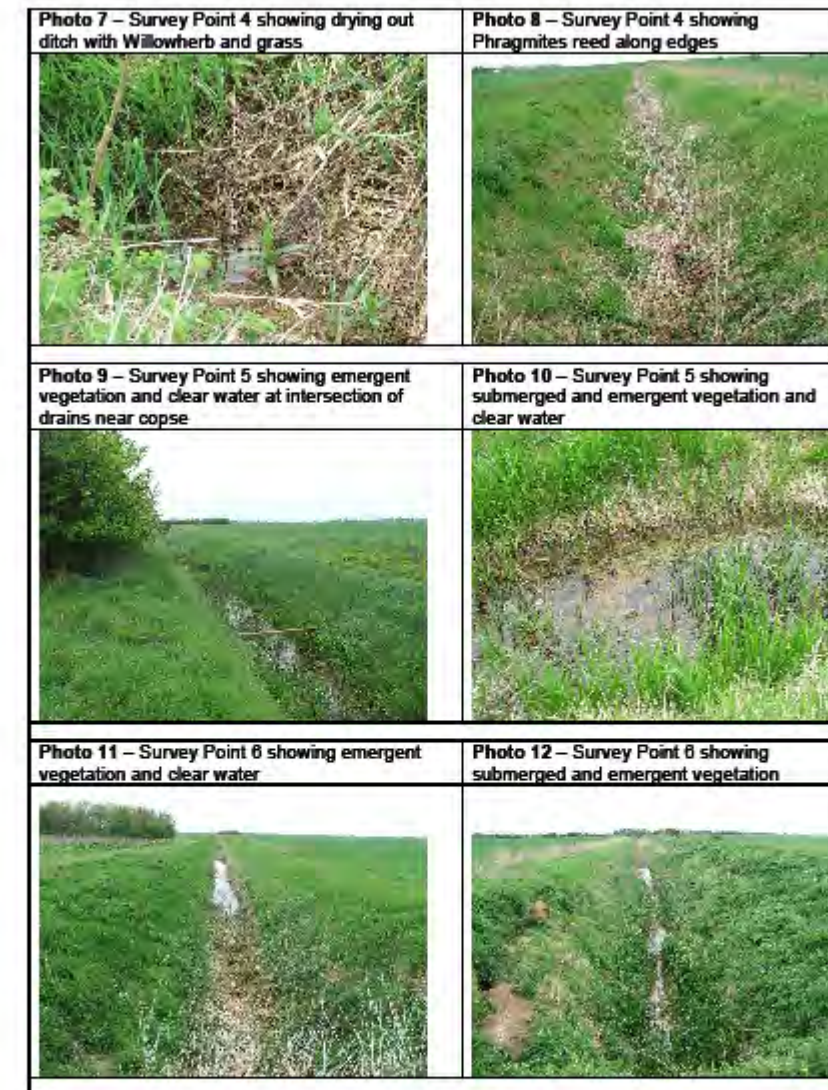 Photo 7 – Survey Point 4 showing drying out
ditch with Willowherb and grass
Photo 8 – Survey Point 4 showing
Phragmites reed along edges
Photo 9 – Survey Point 5 showing emergent
vegetation and clear water at intersection of
drains near copse
Photo 10 – Survey Point 5 showing
submerged and emergent vegetation and
clear water
Photo 11 – Survey Point 6 showing emergent
vegetation and clear water
Photo 12 – Survey Point 6 showing
submerged and emergent vegetation